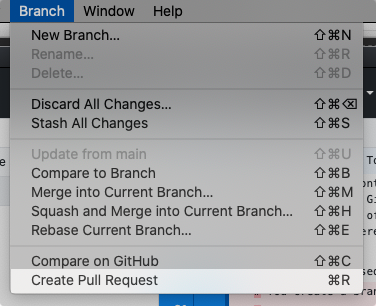 Branch Window Help
New Branch... ⇧⌘N
Rename... ⇧⌘R
Delete... ⇧⌘D
Discard All Changes... ⇧⌘⌫
Stash All Changes ⇧⌘S
Update from main ⇧⌘U
Compare to Branch ⇧⌘B
Merge into Current Branch... ⇧⌘M
Squash and Merge into Current Branch... ⇧⌘H
Rebase Current Branch... ⇧⌘E
Compare on GitHub ⇧⌘C
Create Pull Request ⌘R